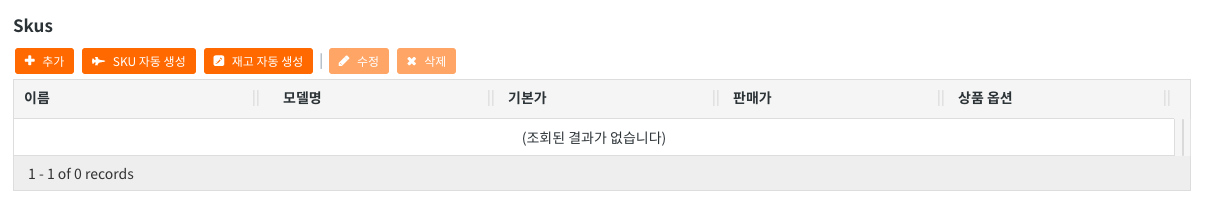 Skus
추가 SKU 자동 생성 재고 자동 생성 수정 삭제
이름 모델명 기본가 판매가 상품 옵션
(조회된 결과가 없습니다)
1 - 1 of 0 records